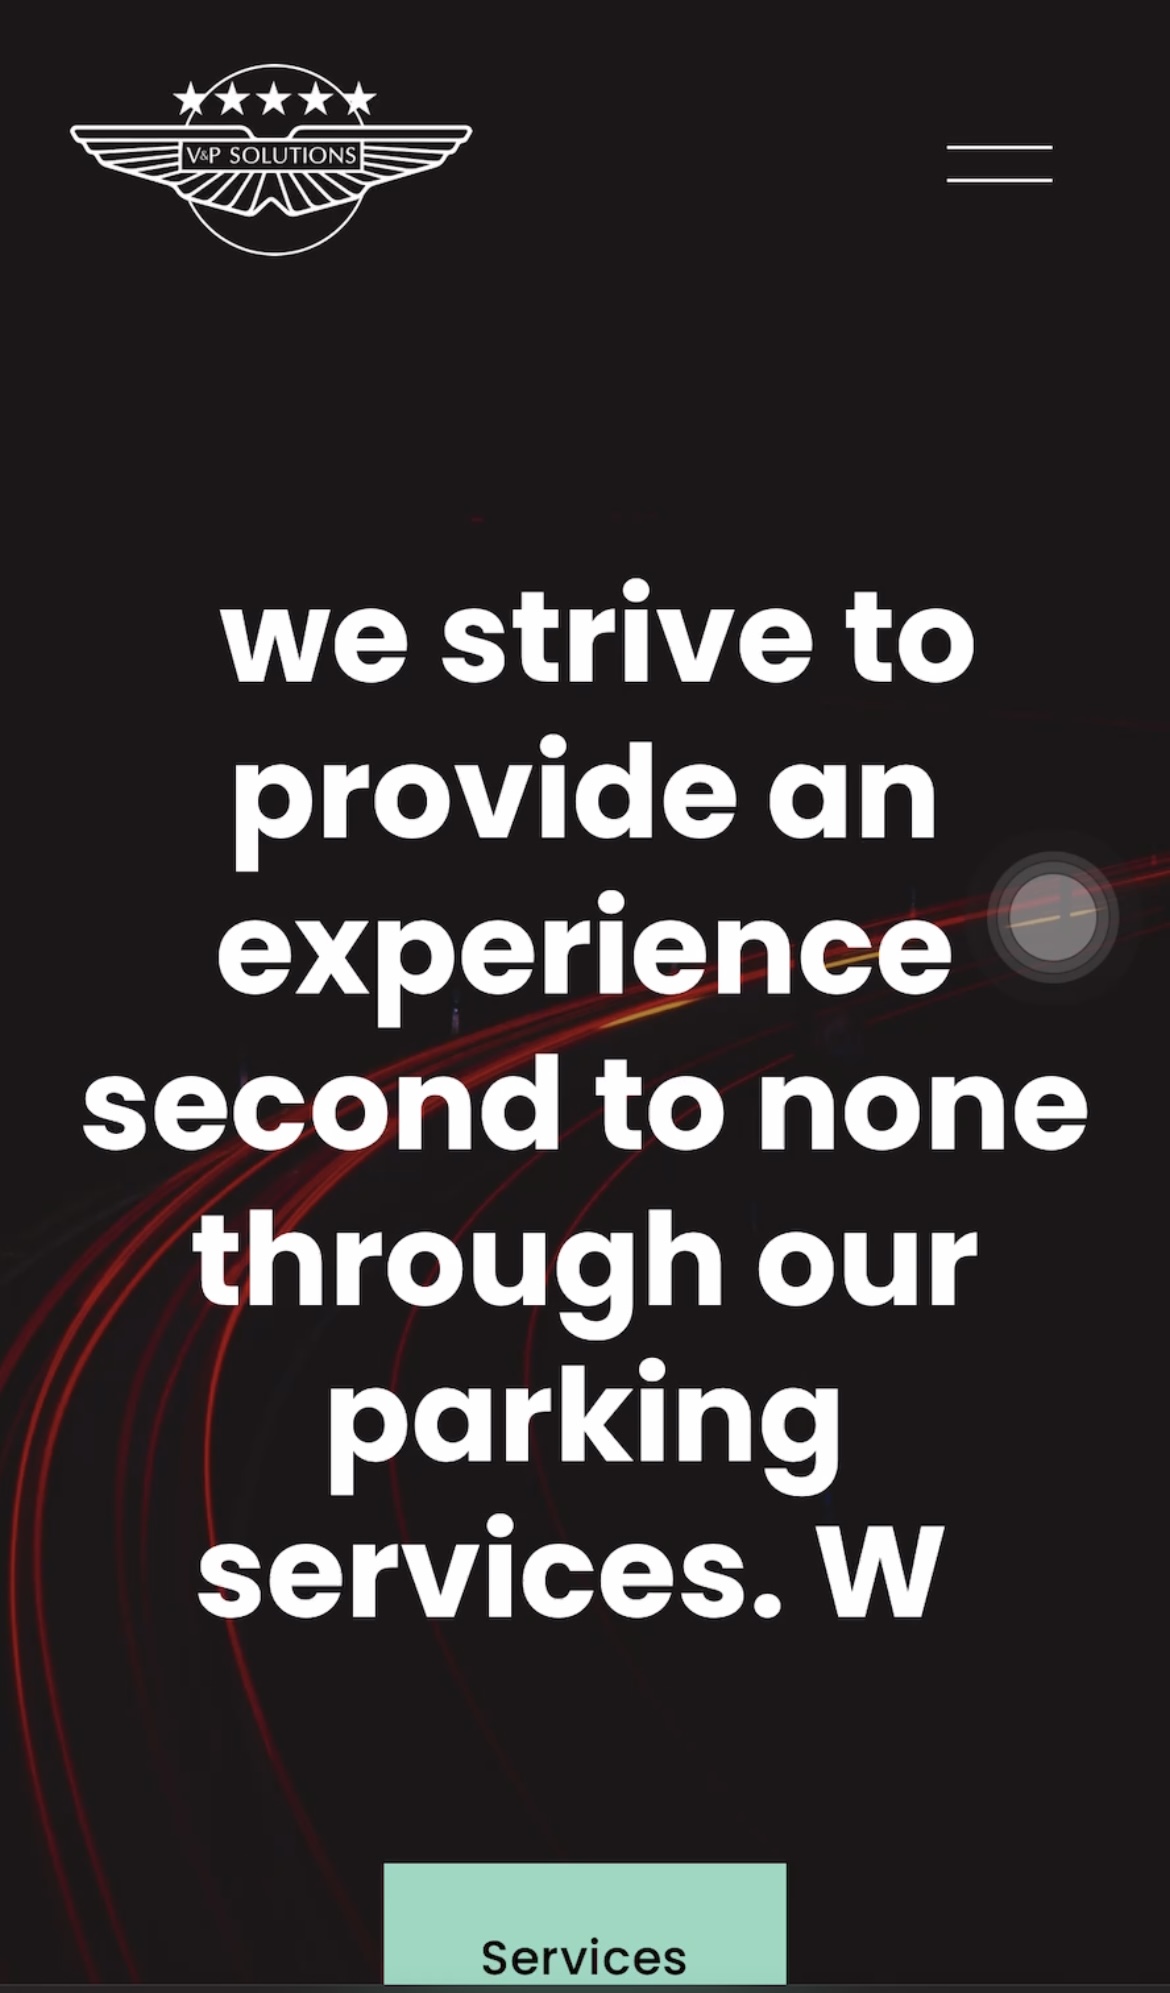 V&P SOLUTIONS
we strive to
provide an
experience
second to none
through our
parking
services. W
Services